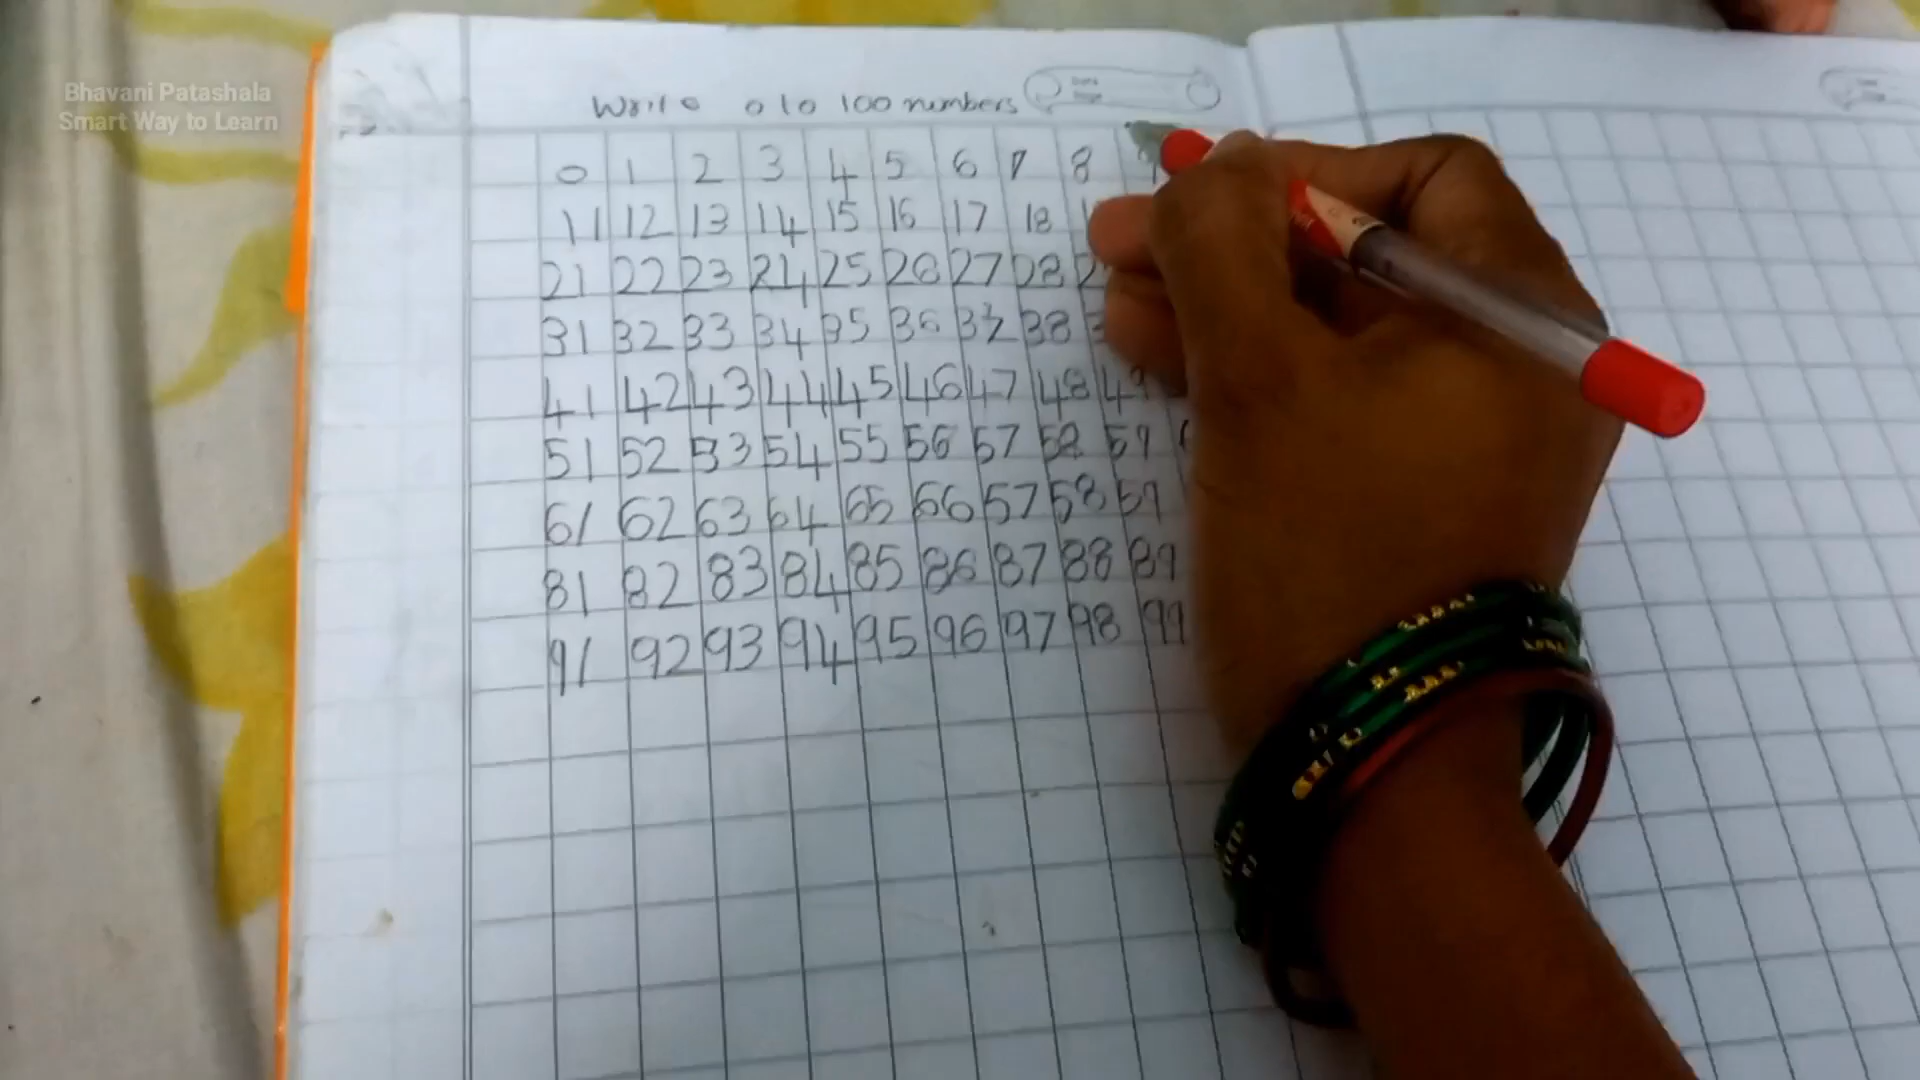 Bhavani Patashala
Smart Way to Learn
Write 0 to 100 numbers
0 1 2 3 4 5 6 7 8 9
11 12 13 14 15 16 17 18
21 22 23 24 25 26 27 28
31 32 33 34 35 36 37 38
41 42 43 44 45 46 47 48 49
51 52 53 54 55 56 57 58 59
61 62 63 64 65 66 57 58 59
81 82 83 84 85 86 87 88 89
91 92 93 94 95 96 97 98 99